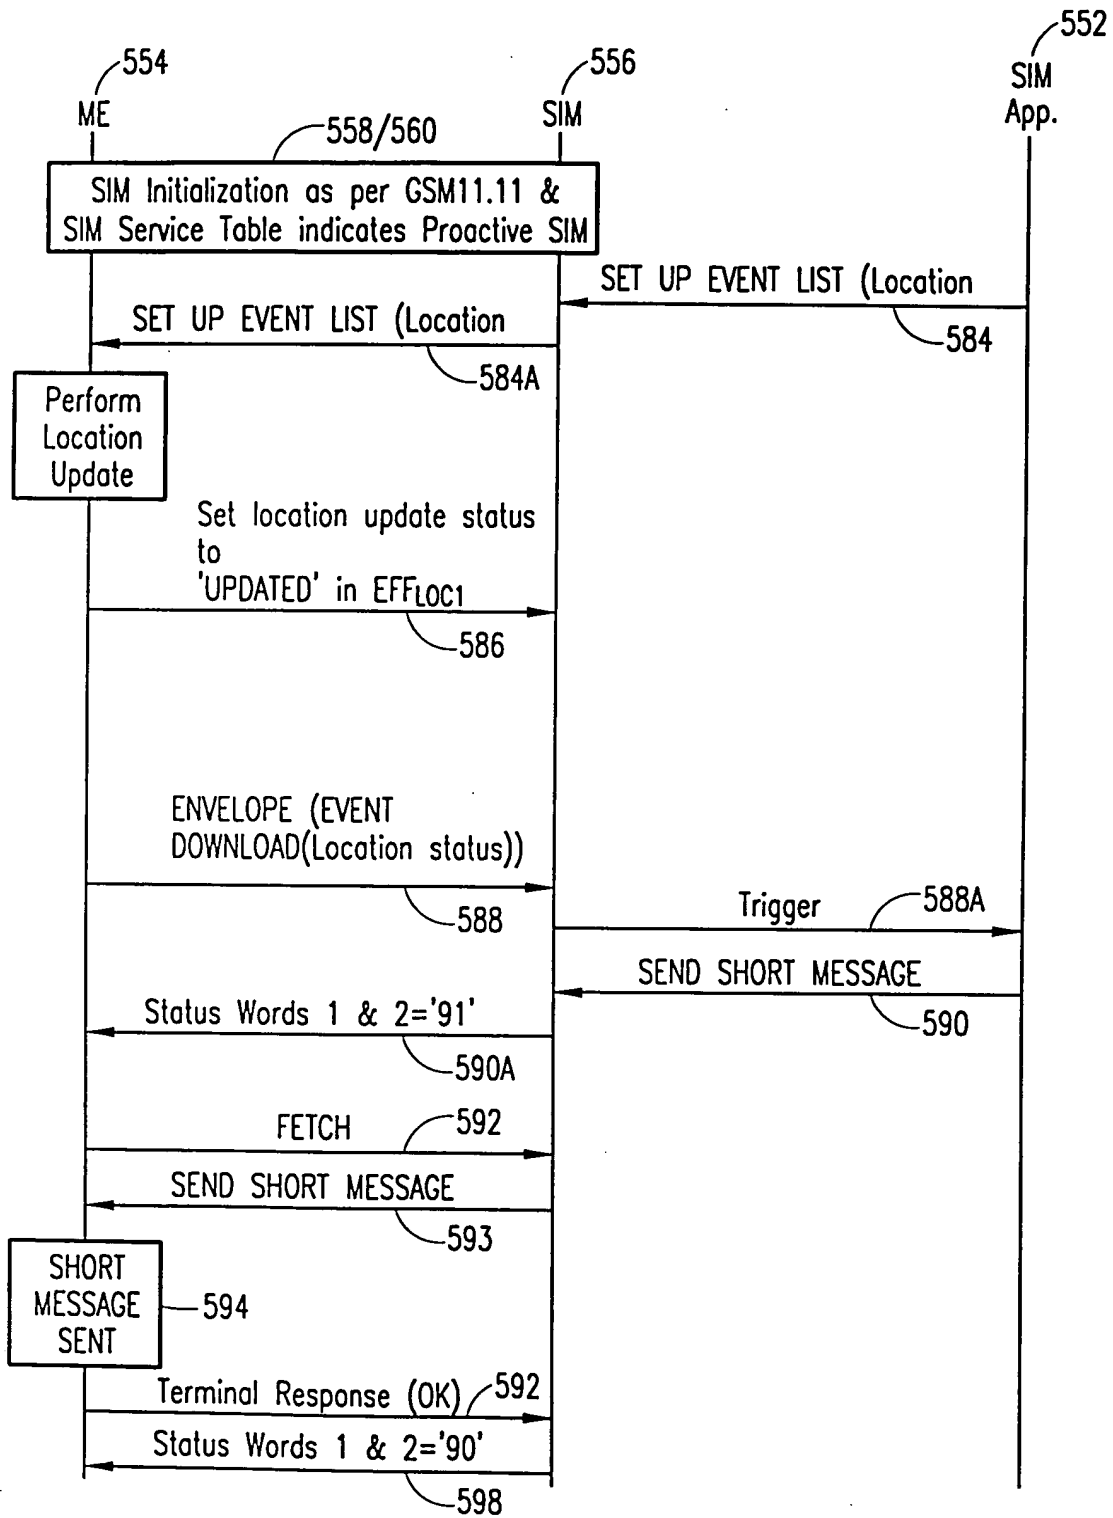 552
554
556
SIM
App.
ME
SIM
558/560
SIM Initialization as per GSM11.11 &
SIM Service Table indicates Proactive SIM
SET UP EVENT LIST (Location
584
SET UP EVENT LIST (Location
584A
Perform
Location
Update
Set location update status
to
'UPDATED' in EFFLOC1
586
ENVELOPE (EVENT
DOWNLOAD(Location status))
588
Trigger
588A
SEND SHORT MESSAGE
590
Status Words 1 & 2='91'
590A
FETCH
592
SEND SHORT MESSAGE
593
SHORT
MESSAGE
SENT
594
Terminal Response (OK)
592
Status Words 1 & 2='90'
598